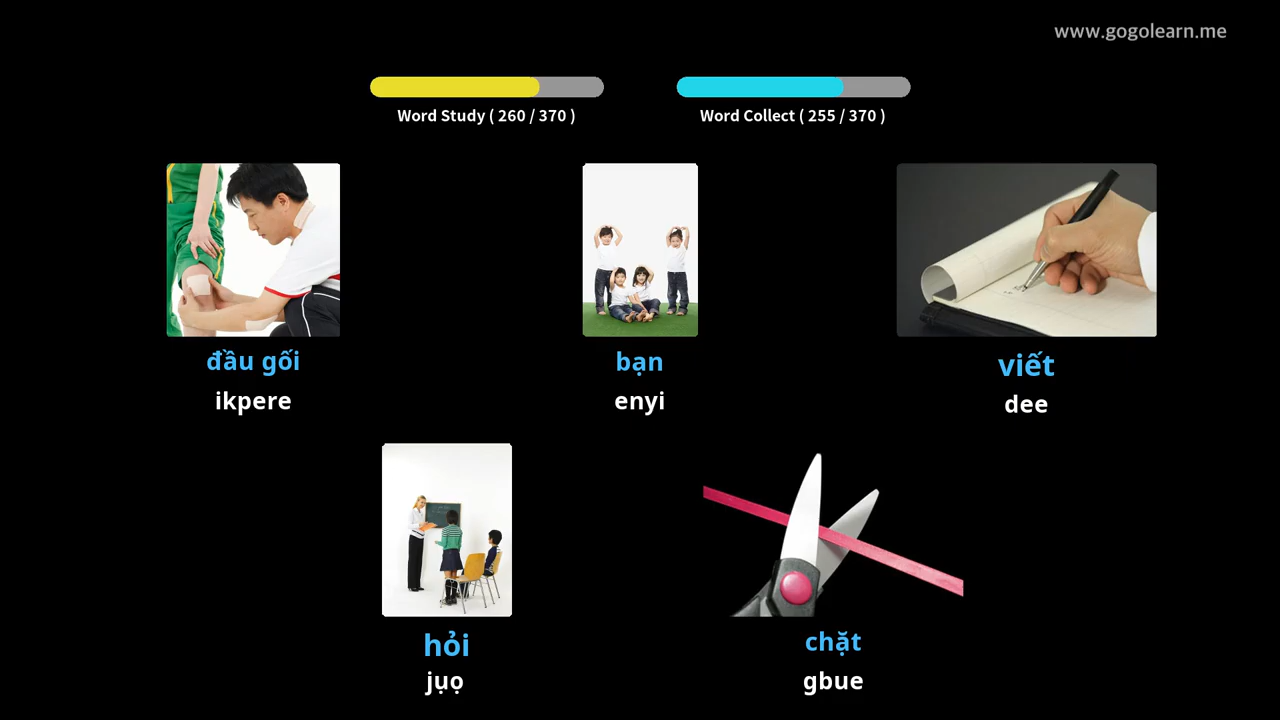 www.gogolearn.me
Word Study ( 260 / 370 )
Word Collect ( 255 / 370 )
đầu gối
ikpere
bạn
enyi
viết
dee
hỏi
jụọ
chặt
gbue